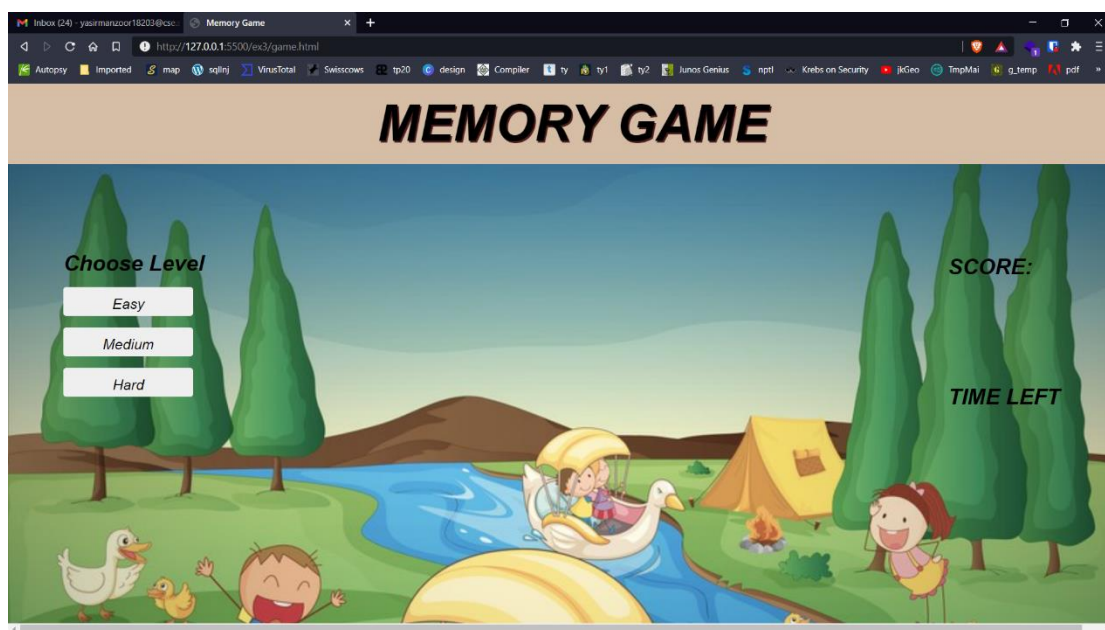 Inbox (24) - yasirmanzoor18203@cse.
Memory Game
http://127.0.0.1:5500/ex3/game.html
Autopsy Imported map sqlinj VirusTotal Swisscows tp20 design Compiler ty ty1 ty2 Junos Genius nptl Krebs on Security jkGeo TmpMai g_temp pdf »
MEMORY GAME
Choose Level
Easy
Medium
Hard
SCORE:
TIME LEFT